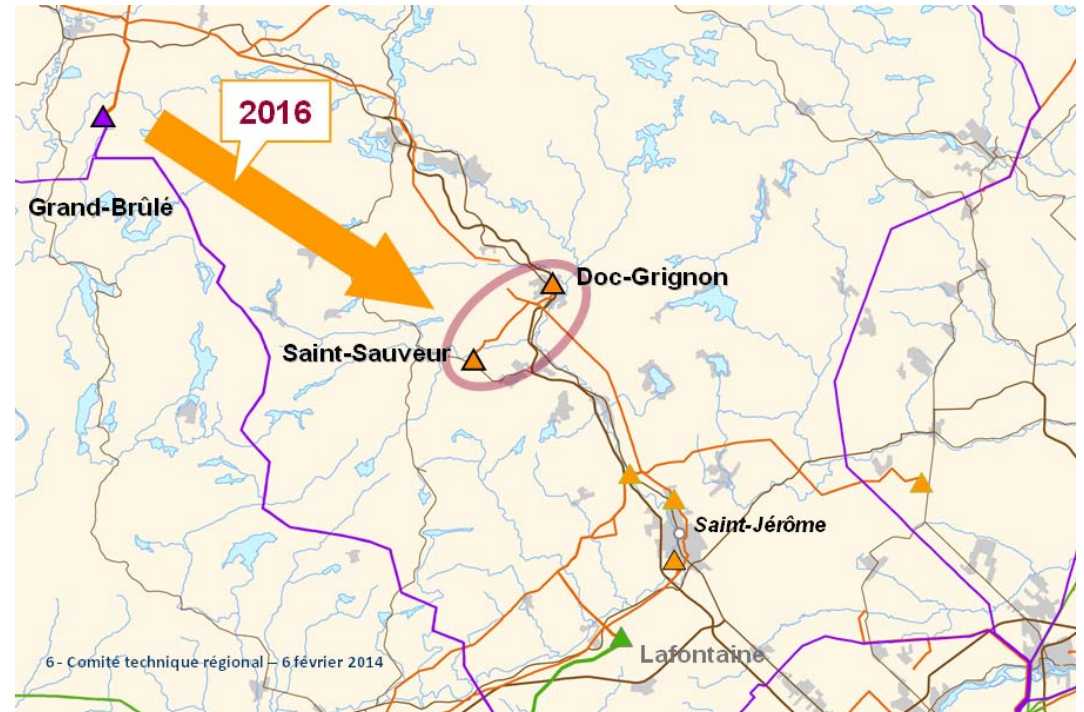 2016
Grand-Brûlé
Doc-Grignon
Saint-Sauveur
Saint-Jérôme
Lafontaine
6 - Comité technique régional – 6 février 2014